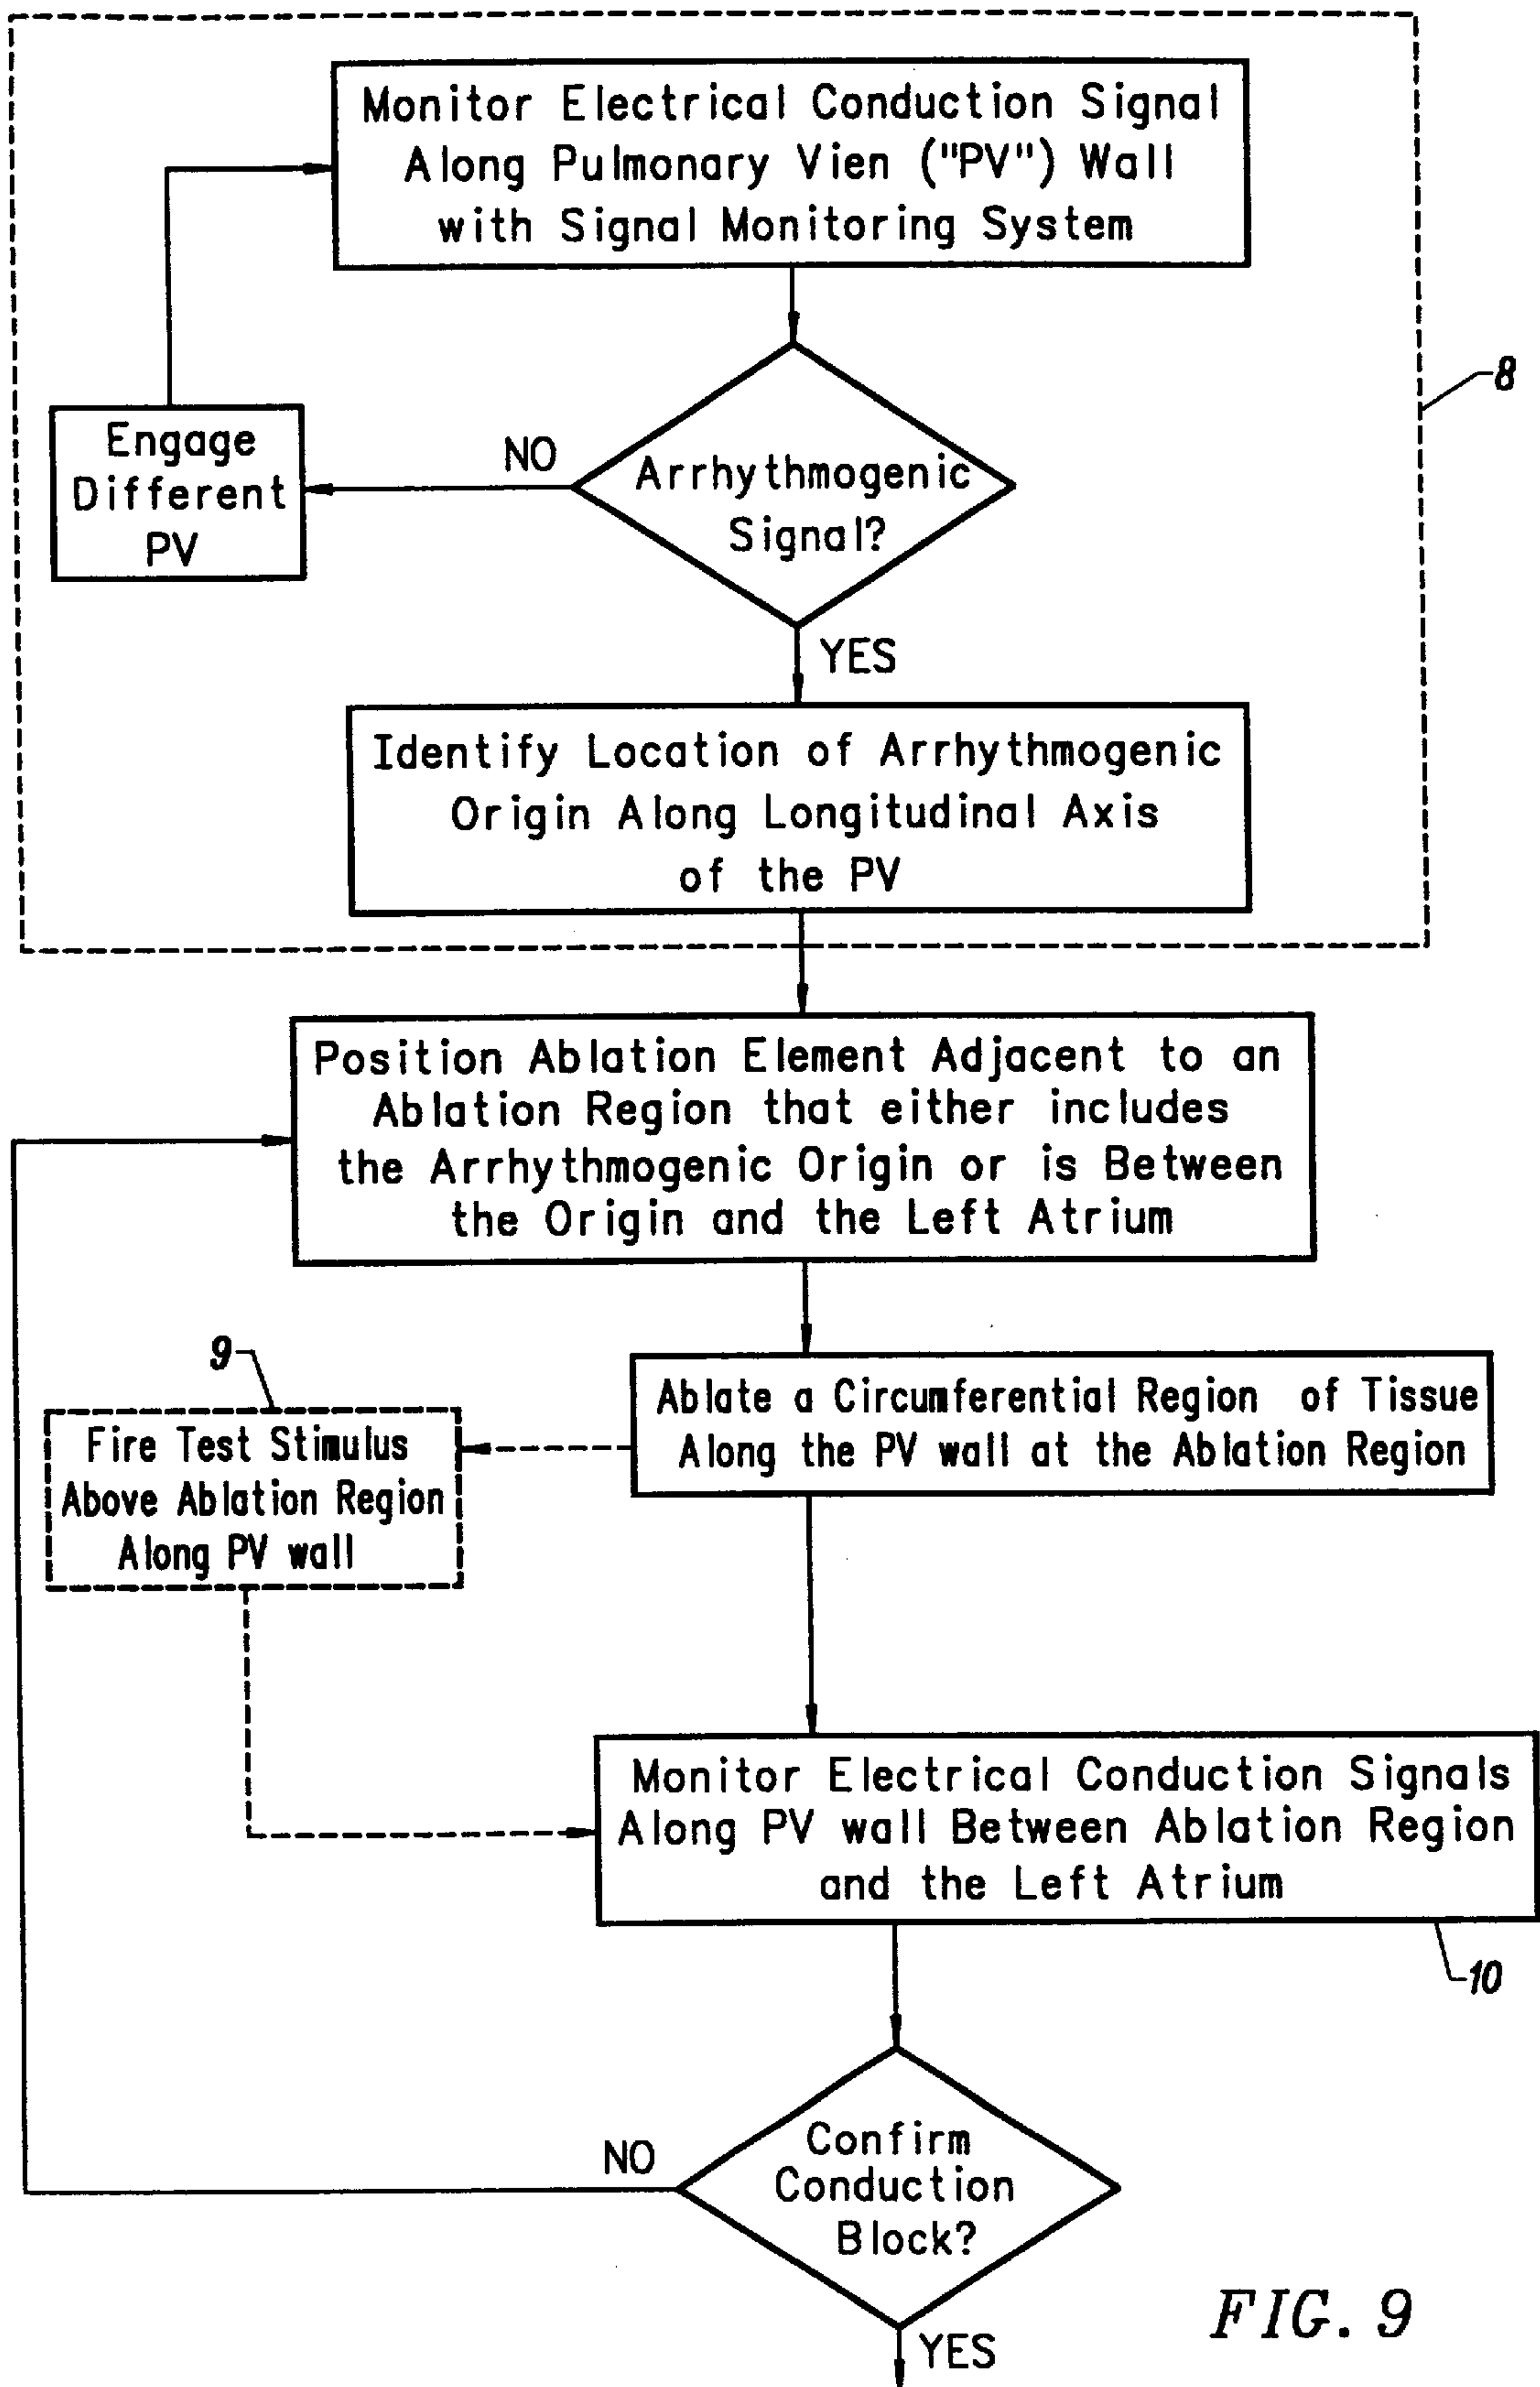 Monitor Electrical Conduction Signal
Along Pulmonary Vien ("PV") Wall
with Signal Monitoring System
8
Engage
Different
PV
NO
Arrhythmogenic
Signal?
YES
Identify Location of Arrhythmogenic
Origin Along Longitudinal Axis
of the PV
Position Ablation Element Adjacent to an
Ablation Region that either includes
the Arrhythmogenic Origin or is Between
the Origin and the Left Atrium
9
Fire Test Stimulus
Above Ablation Region
Along PV wall
Ablate a Circumferential Region of Tissue
Along the PV wall at the Ablation Region
Monitor Electrical Conduction Signals
Along PV wall Between Ablation Region
and the Left Atrium
10
NO
Confirm
Conduction
Block?
YES
FIG. 9